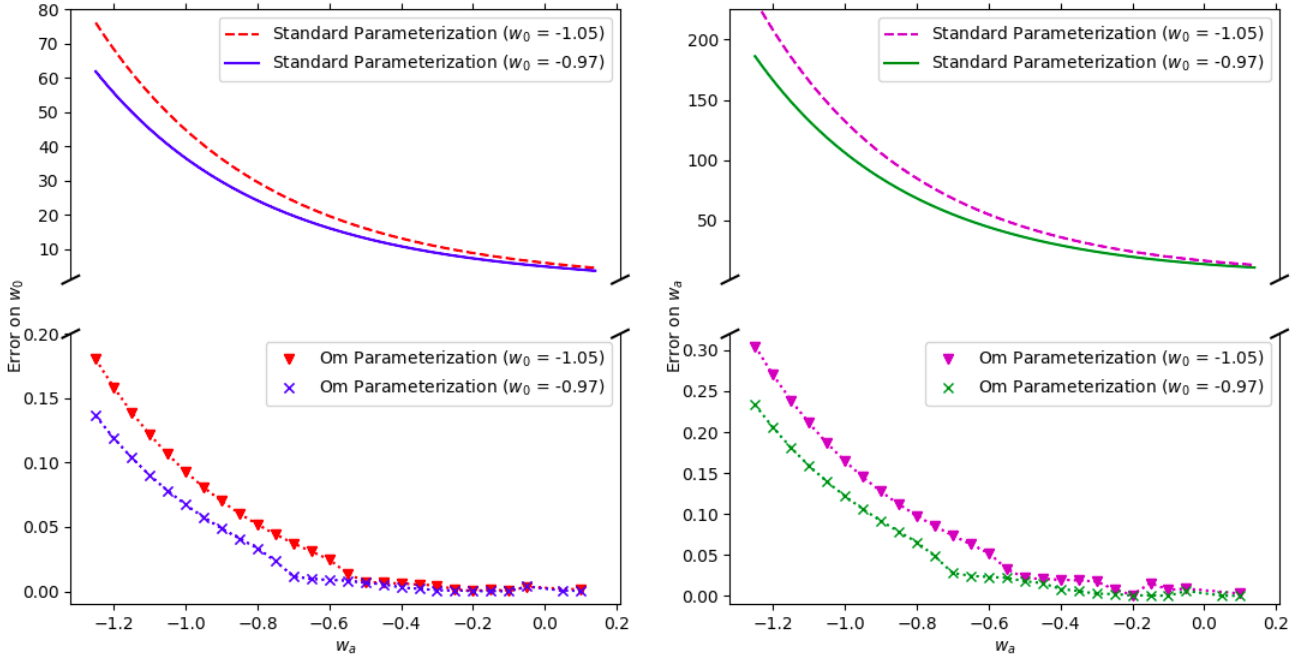 Error on w₀
80
70
60
50
40
30
20
10
Standard Parameterization (w₀ = -1.05)
Standard Parameterization (w₀ = -0.97)
0.20
0.15
0.10
0.05
0.00
Om Parameterization (w₀ = -1.05)
Om Parameterization (w₀ = -0.97)
−1.2 −1.0 −0.8 −0.6 −0.4 −0.2 0.0 0.2
wₐ
Error on wₐ
200
150
100
50
Standard Parameterization (w₀ = -1.05)
Standard Parameterization (w₀ = -0.97)
0.30
0.25
0.20
0.15
0.10
0.05
0.00
Om Parameterization (w₀ = -1.05)
Om Parameterization (w₀ = -0.97)
−1.2 −1.0 −0.8 −0.6 −0.4 −0.2 0.0 0.2
wₐ